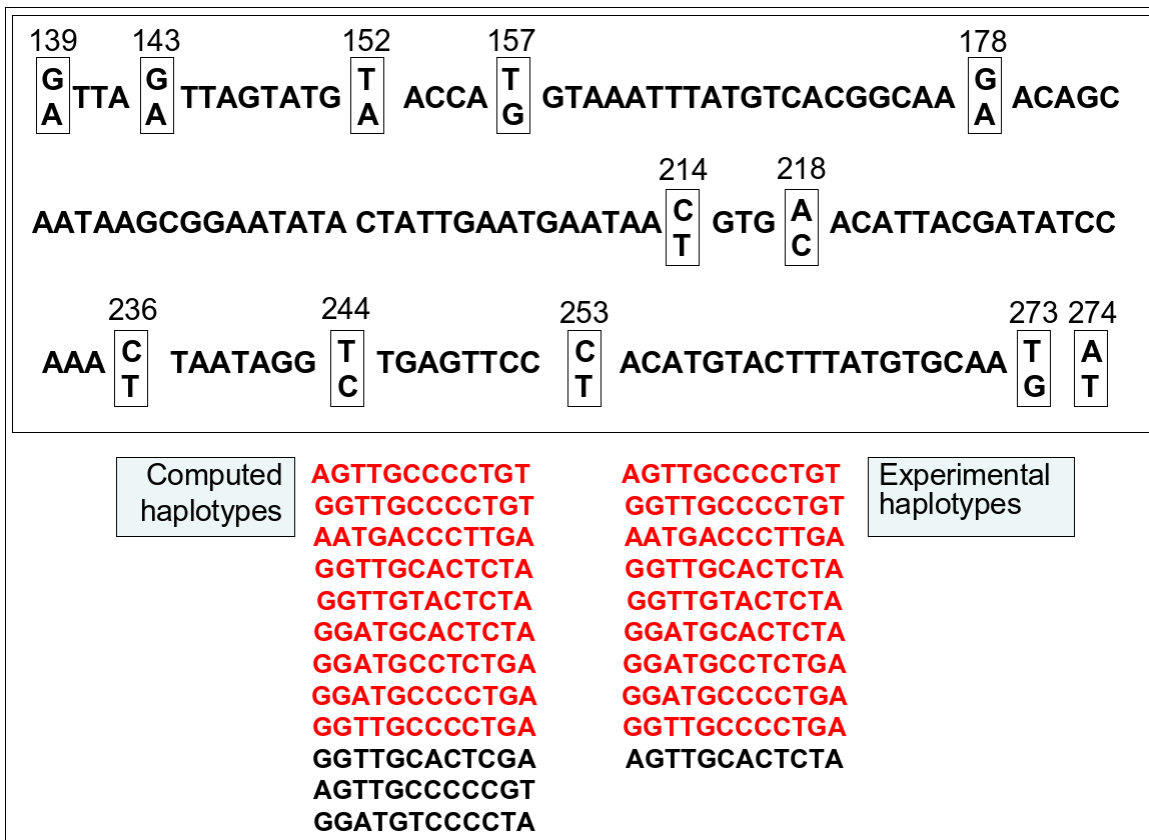 139 143 152 157 178
G TTA G TTAGTATG T ACCA T GTAAATTTATGTCACGGCAA G ACAGC
A A A G A
214 218
AATAAGCGGAATATA CTATTGAATGAATAA C GTG A ACATTACGATATCC
T C
236 244 253 273 274
AAA C TAATAGG T TGAGTTCC C ACATGTACTTTATGTGCAA T A
T C T G T
Computed
haplotypes
AGTTGCCCCTGT
GGTTGCCCCTGT
AATGACCCTTGA
GGTTGCACTCTA
GGTTGTACTCTA
GGATGCACTCTA
GGATGCCTCTGA
GGATGCCCCTGA
GGTTGCCCCTGA
GGTTGCACTCGA
AGTTGCCCCCGT
GGATGTCCCCTA
AGTTGCCCCTGT
GGTTGCCCCTGT
AATGACCCTTGA
GGTTGCACTCTA
GGTTGTACTCTA
GGATGCACTCTA
GGATGCCTCTGA
GGATGCCCCTGA
GGTTGCCCCTGA
AGTTGCACTCTA
Experimental
haplotypes